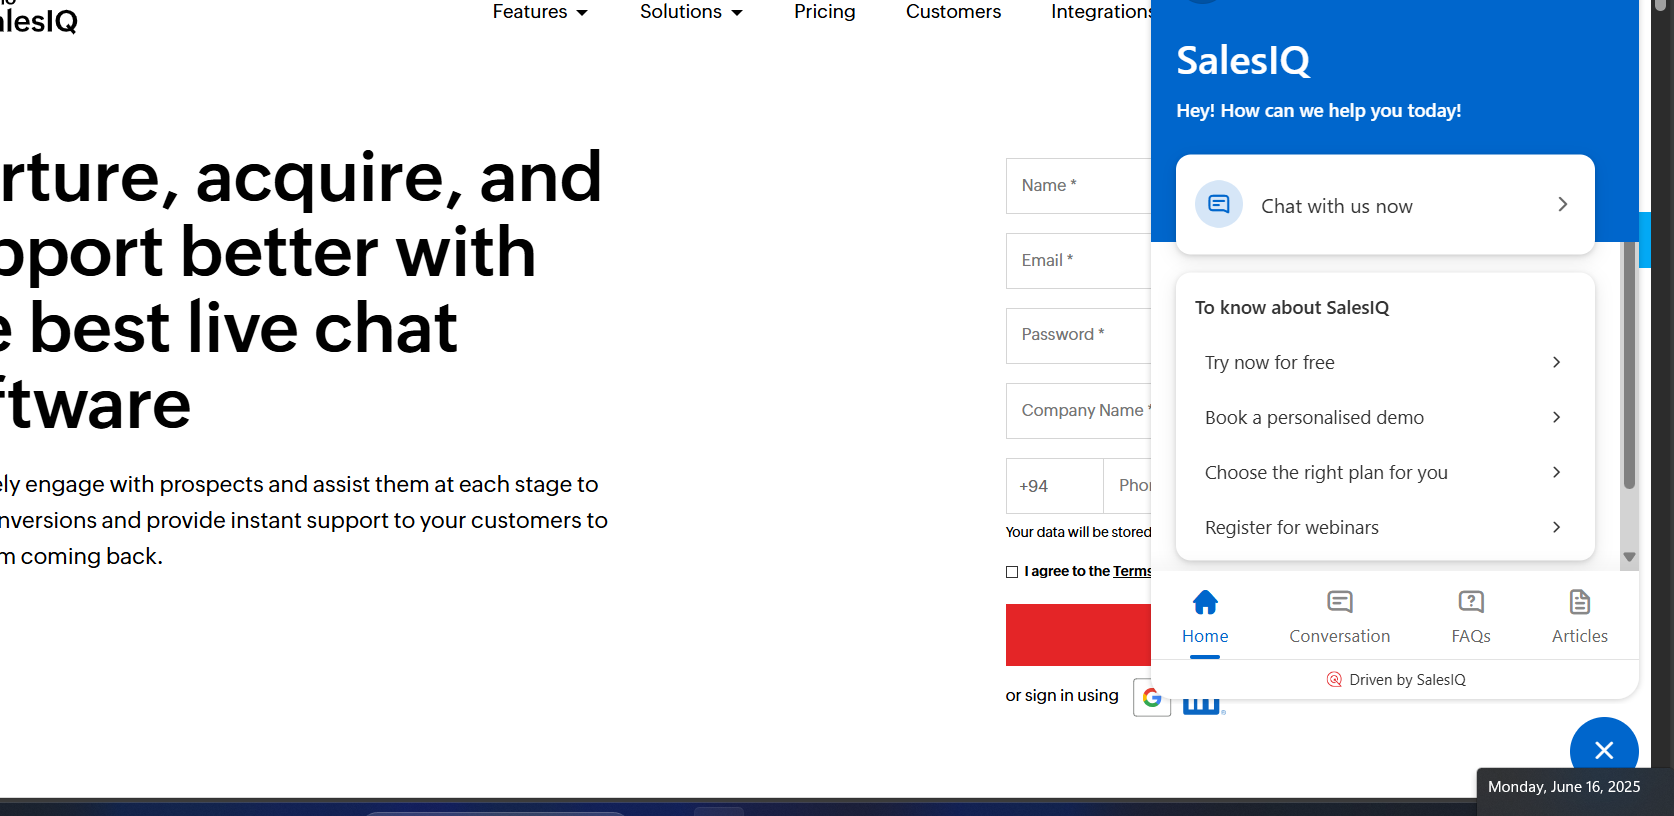 SalesIQ
Features
Solutions
Pricing
Customers
Integrations
rture, acquire, and
pport better with
e best live chat
ftware
ly engage with prospects and assist them at each stage to
nversions and provide instant support to your customers to
m coming back.
Name *
Email *
Password *
Company Name *
+94
Phon
Your data will be stored
I agree to the Terms
or sign in using
SalesIQ
Hey! How can we help you today!
Chat with us now
To know about SalesIQ
Try now for free
Book a personalised demo
Choose the right plan for you
Register for webinars
Home
Conversation
FAQs
Articles
Driven by SalesIQ
Monday, June 16, 2025